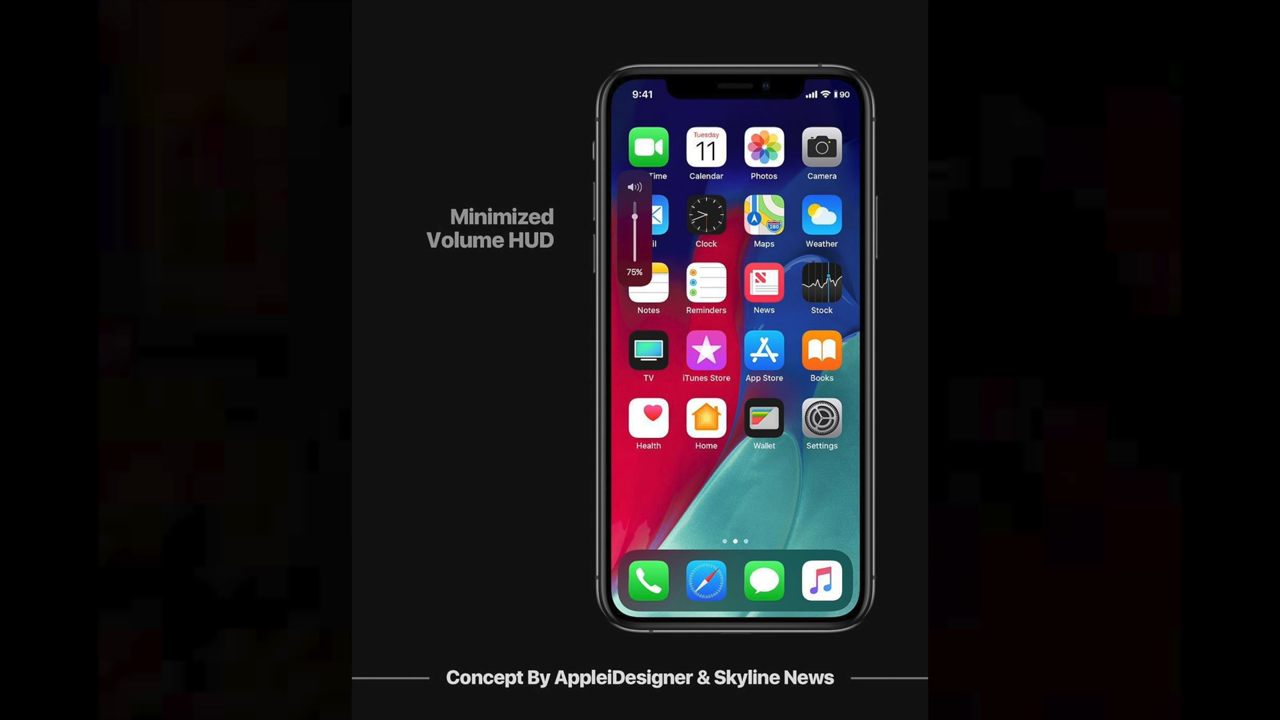 9:41
90
Tuesday
11
Time
Calendar
Photos
Camera
il
Clock
Maps
Weather
75%
Notes
Reminders
News
Stock
TV
iTunes Store
App Store
Books
Health
Home
Wallet
Settings
Minimized
Volume HUD
Concept By AppleiDesigner & Skyline News